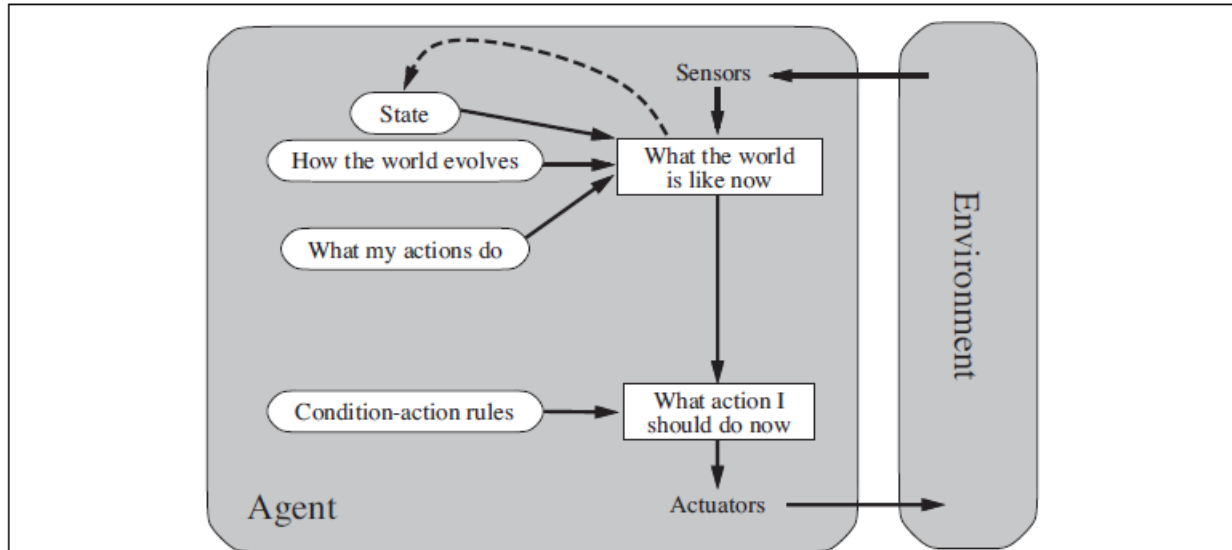 Sensors
State
How the world evolves
What the world
is like now
What my actions do
Environment
Condition-action rules
What action I
should do now
Agent
Actuators